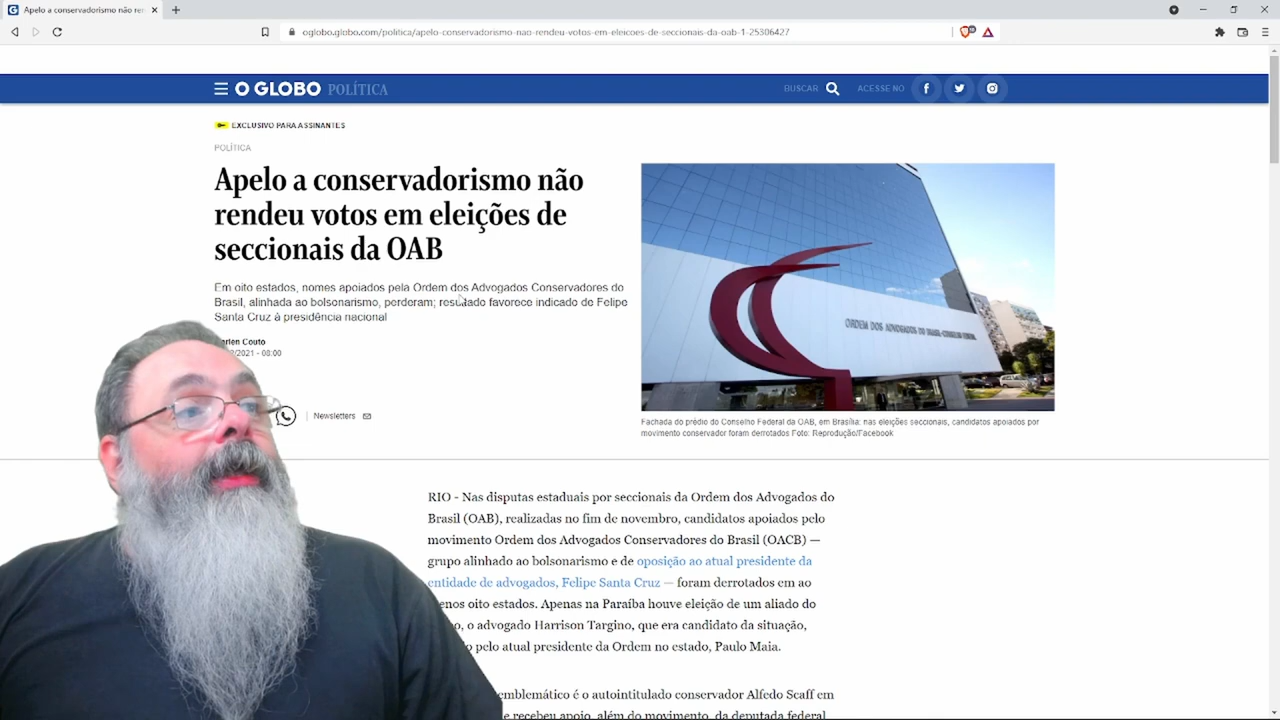 Apelo a conservadorismo não re
oglobo.globo.com/politica/apelo-conservadorismo-nao-rendeu-votos-em-eleicoes-de-seccionais-da-oab-1-25306427
O GLOBO POLÍTICA
BUSCAR
ACESSE NO
EXCLUSIVO PARA ASSINANTES
POLÍTICA
Apelo a conservadorismo não
rendeu votos em eleições de
seccionais da OAB
Em oito estados, nomes apoiados pela Ordem dos Advogados Conservadores do
Brasil, alinhada ao bolsonarismo, perderam; resultado favorece indicado de Felipe
Santa Cruz à presidência nacional
Couto
/2021 - 08:00
Newsletters
ORDEM DOS ADVOGADOS DO BRASIL-CONSELHO FEDERAL
Fachada do prédio do Conselho Federal da OAB, em Brasília: nas eleições seccionais, candidatos apoiados por
movimento conservador foram derrotados Foto: Reprodução/Facebook
RIO - Nas disputas estaduais por seccionais da Ordem dos Advogados do
Brasil (OAB), realizadas no fim de novembro, candidatos apoiados pelo
movimento Ordem dos Advogados Conservadores do Brasil (OACB) —
grupo alinhado ao bolsonarismo e de oposição ao atual presidente da
entidade de advogados, Felipe Santa Cruz — foram derrotados em ao
enos oito estados. Apenas na Paraíba houve eleição de um aliado do
o, o advogado Harrison Targino, que era candidato da situação,
o pelo atual presidente da Ordem no estado, Paulo Maia.
emblemático é o autointitulado conservador Alfedo Scaff em
e recebeu apoio, além do movimento, da deputada federal